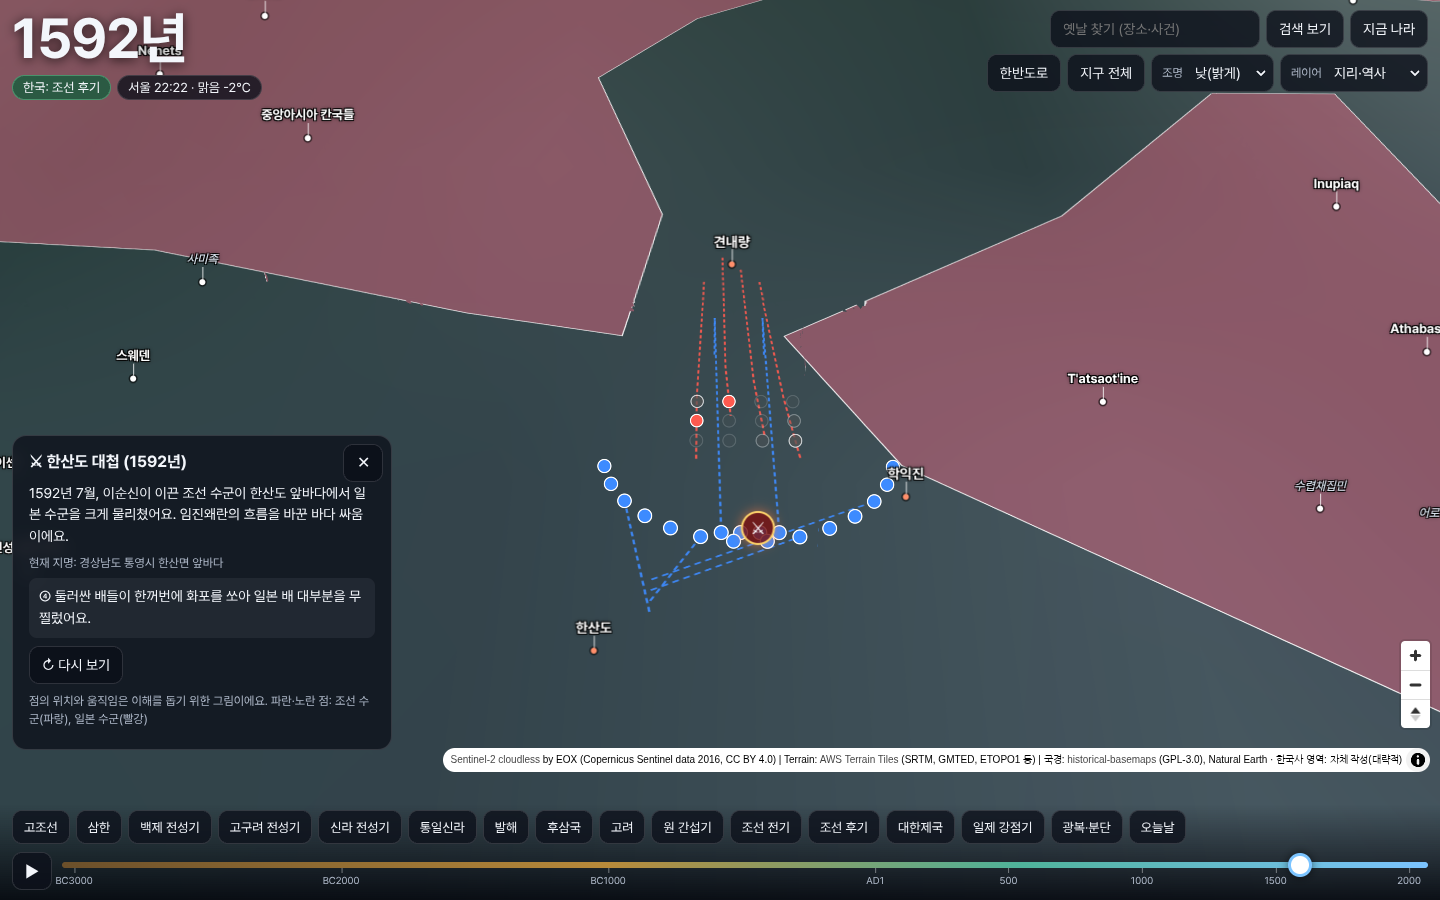 1592년
Nenets
한국: 조선 후기
서울 22:22 · 맑음 -2°C
옛날 찾기 (장소·사건)
검색 보기
지금 나라
한반도로
지구 전체
조명 낮(밝게)
레이어 지리·역사
중앙아시아 칸국들
Inupiaq
견내량
사미족
Athabas
스웨덴
T'atsaot'ine
⚔ 한산도 대첩 (1592년)
✕
1592년 7월, 이순신이 이끈 조선 수군이 한산도 앞바다에서 일
본 수군을 크게 물리쳤어요. 임진왜란의 흐름을 바꾼 바다 싸움
이에요.
현재 지명: 경상남도 통영시 한산면 앞바다
④ 둘러싼 배들이 한꺼번에 화포를 쏘아 일본 배 대부분을 무
찔렀어요.
↻ 다시 보기
점의 위치와 움직임은 이해를 돕기 위한 그림이에요. 파란·노란 점: 조선 수
군(파랑), 일본 수군(빨강)
학익진
수렵채집민
어로
한산도
Sentinel-2 cloudless by EOX (Copernicus Sentinel data 2016, CC BY 4.0) | Terrain: AWS Terrain Tiles (SRTM, GMTED, ETOPO1 등) | 국경: historical-basemaps (GPL-3.0), Natural Earth · 한국사 영역: 자체 작성(대략적)
고조선
삼한
백제 전성기
고구려 전성기
신라 전성기
통일신라
발해
후삼국
고려
원 간섭기
조선 전기
조선 후기
대한제국
일제 강점기
광복·분단
오늘날
BC3000
BC2000
BC1000
AD1
500
1000
1500
2000